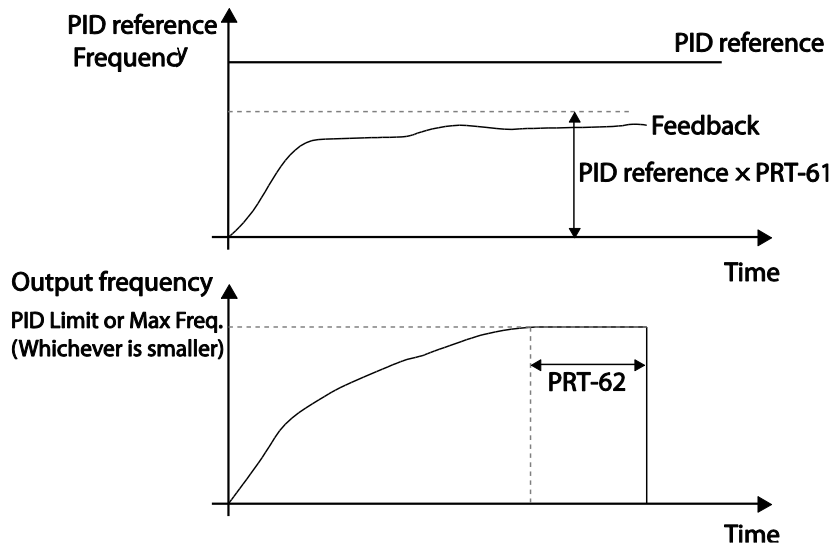 PID reference
Frequency
PID reference
Feedback
PID reference × PRT-61
Time
Output frequency
PID Limit or Max Freq.
(Whichever is smaller)
PRT-62
Time